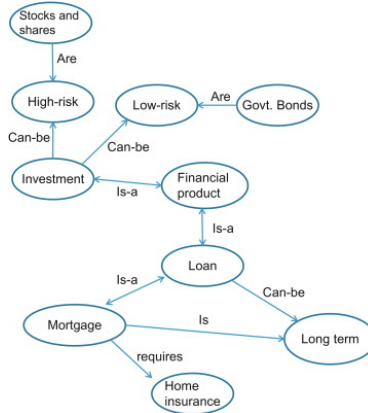 Stocks and
shares
Are
High-risk
Low-risk
Are
Govt. Bonds
Can-be
Can-be
Investment
Is-a
Financial
product
Is-a
Is-a
Loan
Can-be
Mortgage
Is
Long term
requires
Home
insurance